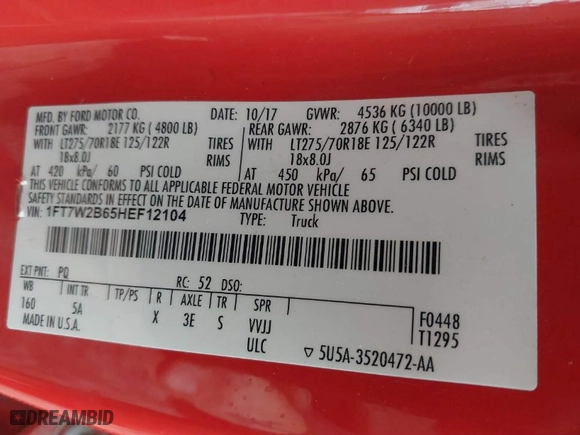 MFD. BY FORD MOTOR CO.
DATE: 10/17 GVWR: 4536 KG (10000 LB)
FRONT GAWR: 2177 KG ( 4800 LB)
REAR GAWR: 2876 KG ( 6340 LB)
WITH LT275/70R18E 125/122R TIRES
WITH LT275/70R18E 125/122R TIRES
18x8.0J RIMS
18x8.0J RIMS
AT 420 kPa/ 60 PSI COLD
AT 450 kPa/ 65 PSI COLD
THIS VEHICLE CONFORMS TO ALL APPLICABLE FEDERAL MOTOR VEHICLE
SAFETY STANDARDS IN EFFECT ON THE DATE OF MANUFACTURE SHOWN ABOVE.
VIN: 1FT7W2B65HEF12104
TYPE: Truck
EXT PNT: PQ RC: 52 DSO:
WB INT TR TP/PS R AXLE TR SPR
160 5A X 3E S VVJJ
ULC
F0448
T1295
MADE IN U.S.A.
▽ 5U5A-3520472-AA
DREAMBID